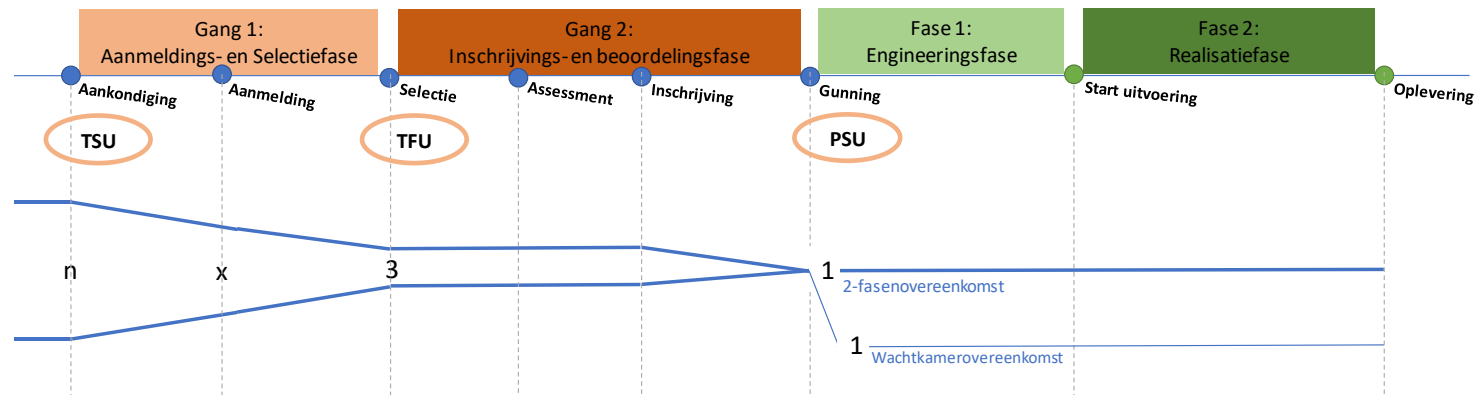 Gang 1:
Aanmeldings- en Selectiefase
Gang 2:
Inschrijvings- en beoordelingsfase
Fase 1:
Engineeringsfase
Fase 2:
Realisatiefase
Aankondiging
Aanmelding
Selectie
Assessment
Inschrijving
Gunning
Start uitvoering
Oplevering
TSU
TFU
PSU
n
x
3
1
2-fasenovereenkomst
1
Wachtkamerovereenkomst